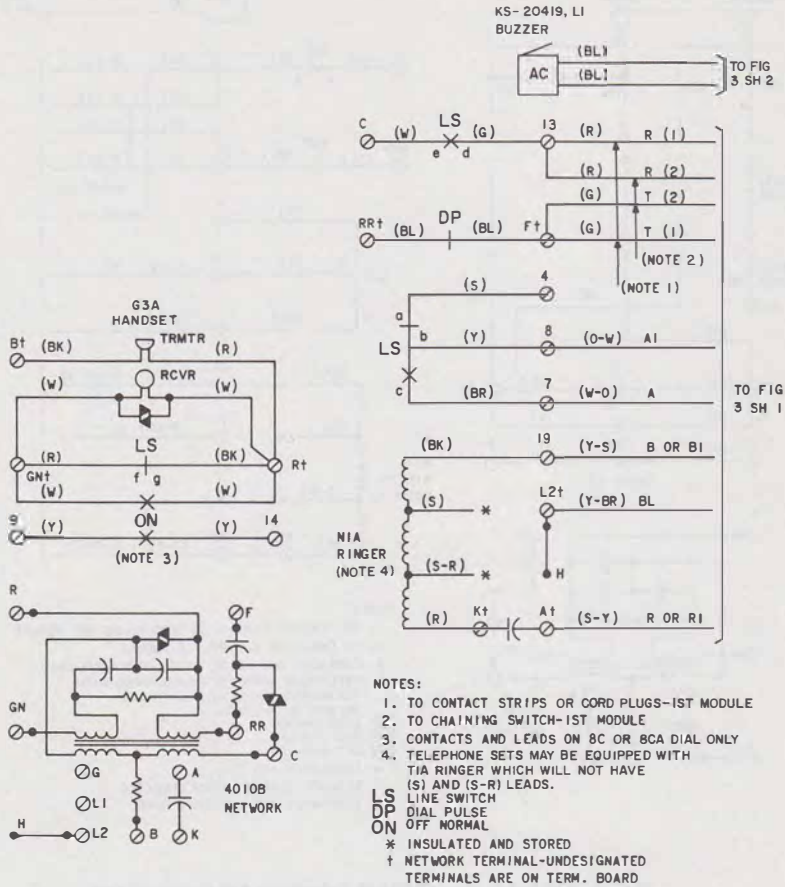 KS-20419, L1
BUZZER
AC
(BL)
(BL)
TO FIG
3 SH 2
C
(W)
LS
(G)
13
(R)
R (1)
e
d
(R)
R (2)
(G)
T (2)
RR†
(BL)
DP
(BL)
F†
(G)
T (1)
(NOTE 2)
(NOTE 1)
(S)
4
a
b
LS
(Y)
8
(O-W)
A1
c
(BR)
7
(W-O)
A
TO FIG
3 SH 1
(BK)
19
(Y-S)
B OR B1
(S)
*
L2†
(Y-BR)
BL
N1A
RINGER
(NOTE 4)
(S-R)
*
H
(R)
K†
A†
(S-Y)
R OR R1
G3A
HANDSET
B†
(BK)
TRMTR
(R)
(W)
RCVR
(W)
LS
(R)
(BK)
GN†
f
g
R†
(W)
(W)
9
ON
14
(Y)
(Y)
(NOTE 3)
R
F
GN
RR
C
G
A
L1
4010B
NETWORK
H
L2
B
K
NOTES:
1. TO CONTACT STRIPS OR CORD PLUGS-1ST MODULE
2. TO CHAINING SWITCH-1ST MODULE
3. CONTACTS AND LEADS ON 8C OR 8CA DIAL ONLY
4. TELEPHONE SETS MAY BE EQUIPPED WITH
T1A RINGER WHICH WILL NOT HAVE
(S) AND (S-R) LEADS.
LS LINE SWITCH
DP DIAL PULSE
ON OFF NORMAL
* INSULATED AND STORED
† NETWORK TERMINAL-UNDESIGNATED
TERMINALS ARE ON TERM. BOARD